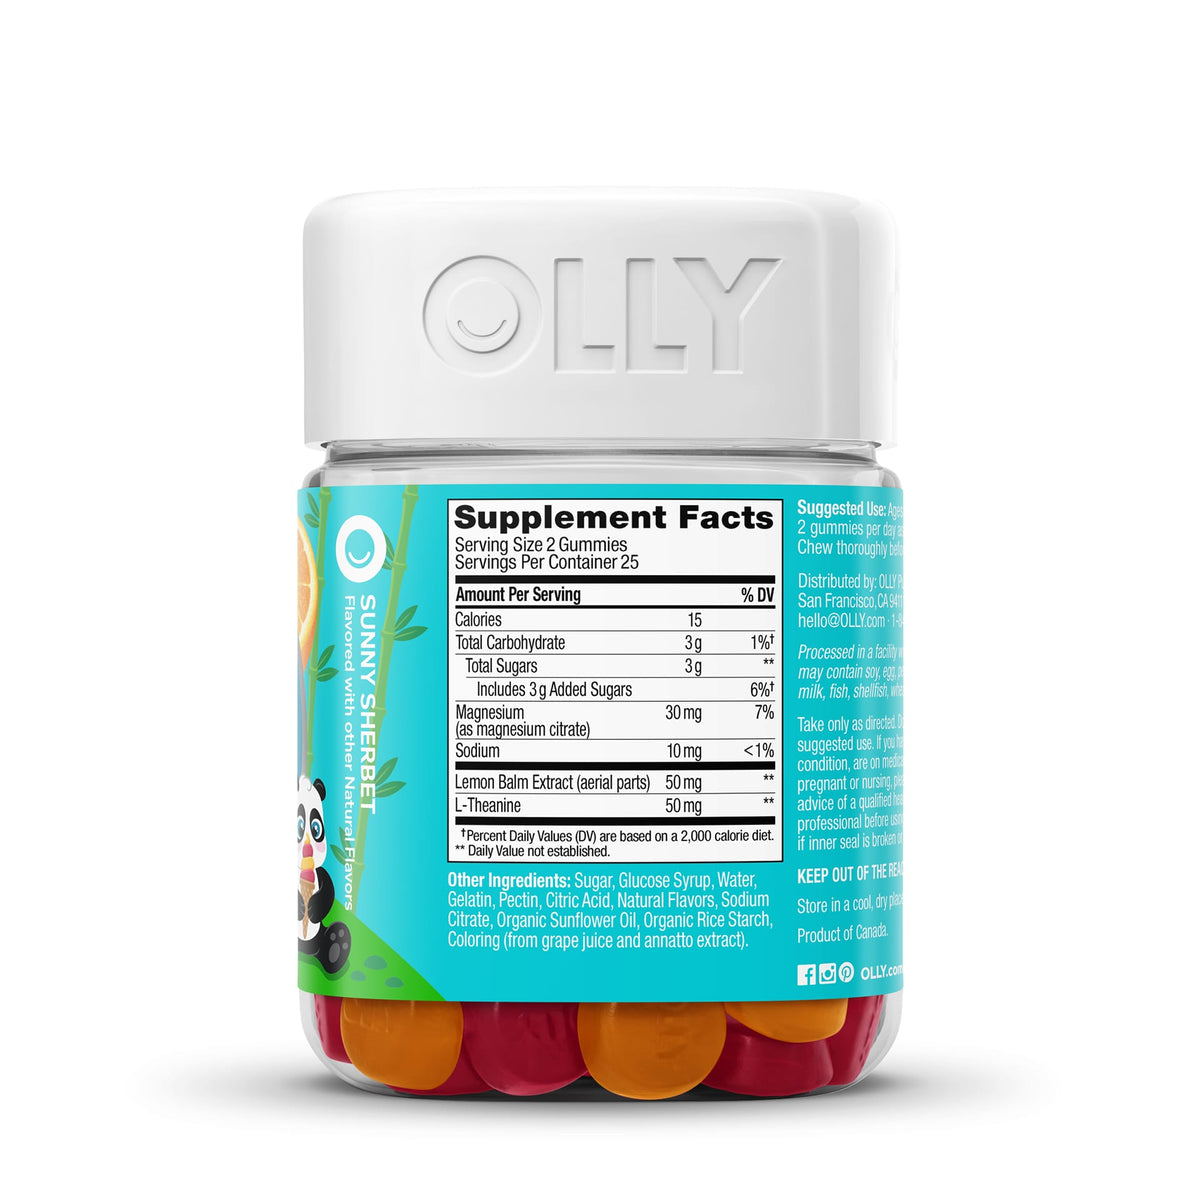 OLLY
SUNNY SHERBET
Flavored with other Natural Flavors
Supplement Facts
Serving Size 2 Gummies
Servings Per Container 25
Amount Per Serving % DV
Calories 15
Total Carbohydrate 3 g 1%†
Total Sugars 3 g **
Includes 3 g Added Sugars 6%†
Magnesium 30 mg 7%
(as magnesium citrate)
Sodium 10 mg <1%
Lemon Balm Extract (aerial parts) 50 mg **
L-Theanine 50 mg **
†Percent Daily Values (DV) are based on a 2,000 calorie diet.
** Daily Value not established.
Other Ingredients: Sugar, Glucose Syrup, Water,
Gelatin, Pectin, Citric Acid, Natural Flavors, Sodium
Citrate, Organic Sunflower Oil, Organic Rice Starch,
Coloring (from grape juice and annatto extract).
Suggested Use:
2 gummies per day
Chew thoroughly
Distributed by: OLLY
San Francisco, CA
hello@OLLY.com ·
Processed in a facility
may contain soy, egg,
milk, fish, shellfish,
Take only as directed.
suggested use. If you
condition, are on
pregnant or nursing,
advice of a qualified
professional before
if inner seal is broken
KEEP OUT OF THE
Store in a cool, dry
Product of Canada.
OLLY.com